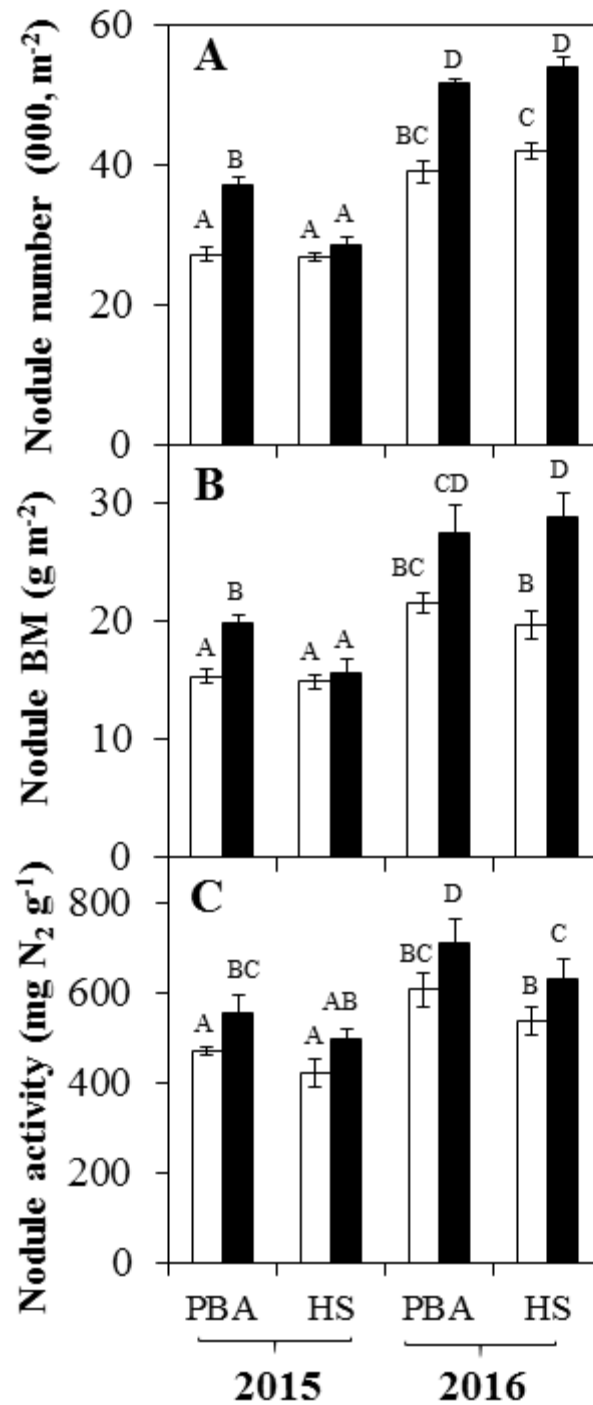 A
Nodule number (000, m-2)
60
40
20
0
A
B
A
A
BC
D
C
D
B
Nodule BM (g m-2)
30
20
10
0
A
B
A
A
BC
CD
B
D
C
Nodule activity (mg N2 g-1)
800
600
400
200
0
A
BC
A
AB
BC
D
B
C
PBA HS PBA HS
2015 2016